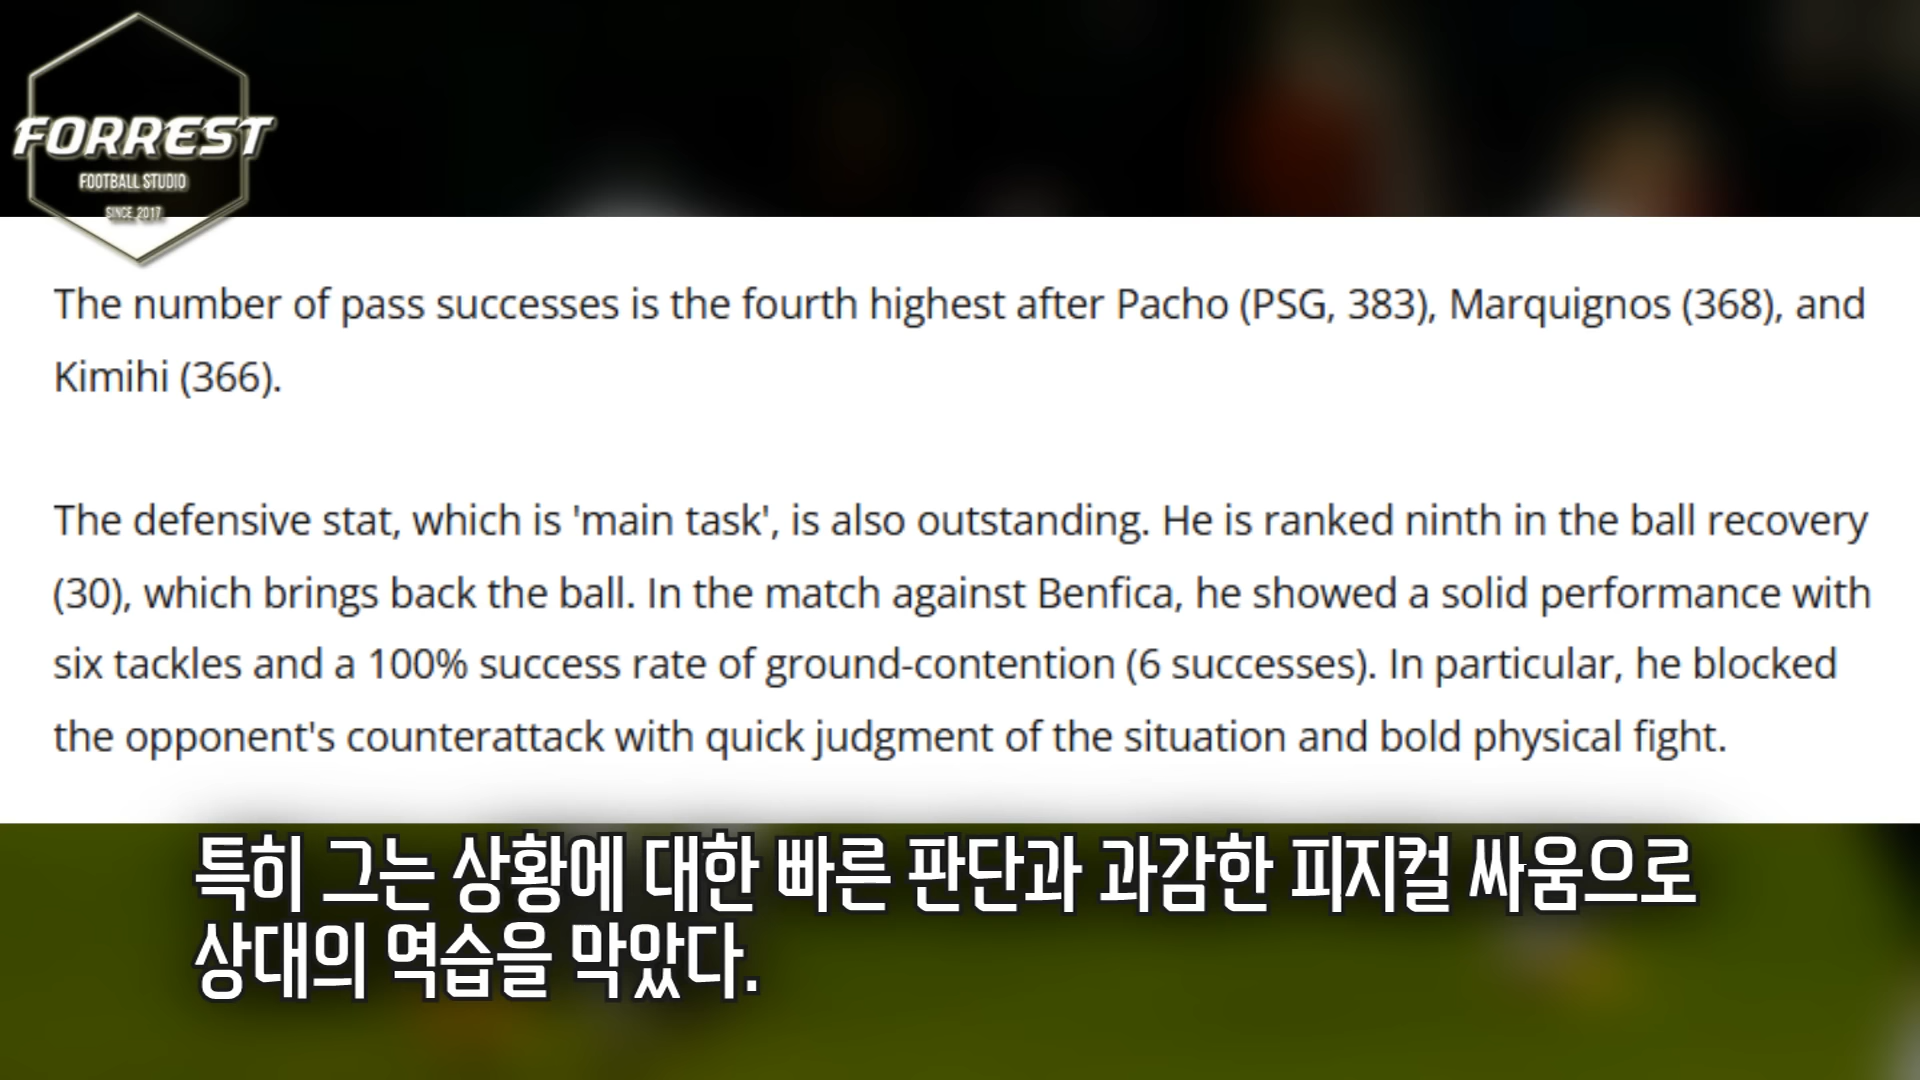 FORREST
FOOTBALL STUDIO
SINCE 2017
The number of pass successes is the fourth highest after Pacho (PSG, 383), Marquignos (368), and
Kimihi (366).
The defensive stat, which is 'main task', is also outstanding. He is ranked ninth in the ball recovery
(30), which brings back the ball. In the match against Benfica, he showed a solid performance with
six tackles and a 100% success rate of ground-contention (6 successes). In particular, he blocked
the opponent's counterattack with quick judgment of the situation and bold physical fight.
특히 그는 상황에 대한 빠른 판단과 과감한 피지컬 싸움으로
상대의 역습을 막았다.